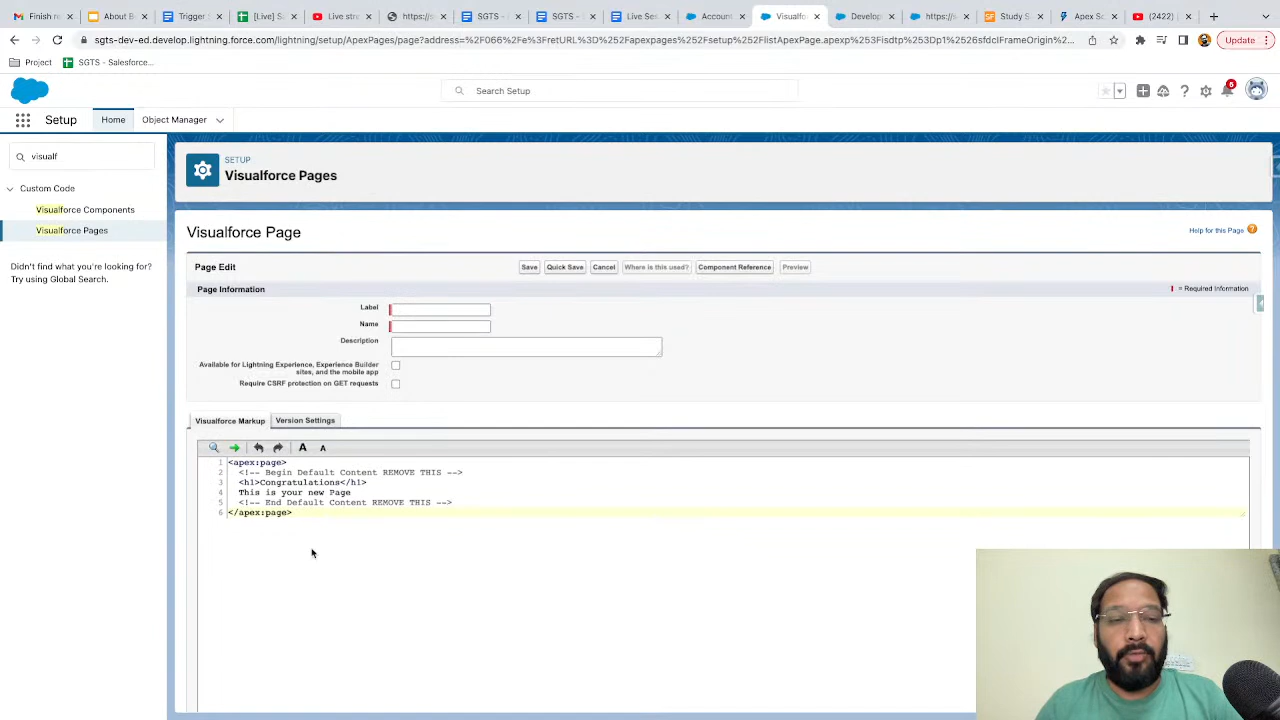 About B
Trigger
[Live] S
Live stre
https://s
SGTS -
SGTS -
Live Ses
Account
Visualfo
Develop
https://s
Study S
Apex Sc
(2422)
sgts-dev-ed.develop.lightning.force.com/lightning/setup/ApexPages/page?address=%2F066%2Fe%3FretURL%3D%252Fapexpages%252Fsetup%252FlistApexPage.apexp%253Fisdtp%3Dp1%2526sfdcIFrameOrigin%...
Update
Project
SGTS - Salesforce...
Search Setup
6
Setup
Home
Object Manager
visualf
Custom Code
Visualforce Components
Visualforce Pages
Didn't find what you're looking for?
Try using Global Search.
SETUP
Visualforce Pages
Visualforce Page
Help for this Page
Page Edit
Save
Quick Save
Cancel
Where is this used?
Component Reference
Preview
Page Information
= Required Information
Label
Name
Description
Available for Lightning Experience, Experience Builder
sites, and the mobile app
Require CSRF protection on GET requests
Visualforce Markup
Version Settings
A A
1 <apex:page>
2 <!-- Begin Default Content REMOVE THIS -->
3 <h1>Congratulations</h1>
4 This is your new Page
5 <!-- End Default Content REMOVE THIS -->
6 </apex:page>